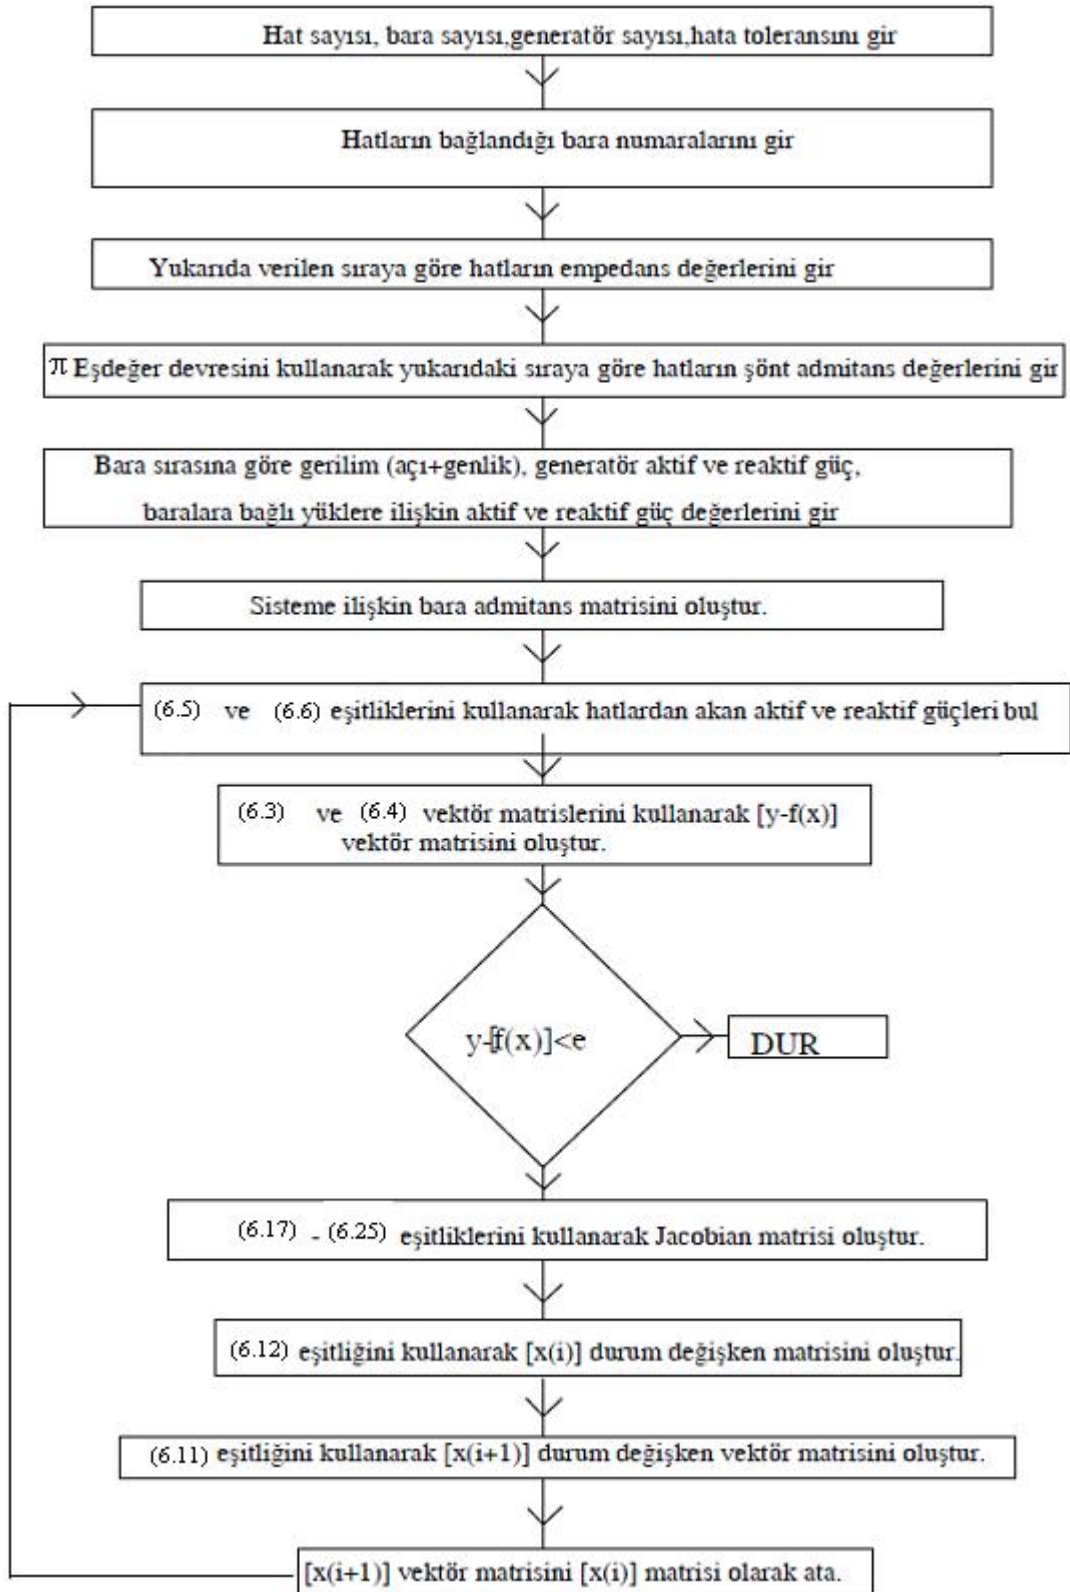 Hat sayısı, bara sayısı,generatör sayısı,hata toleransını gir
Hatların bağlandığı bara numaralarını gir
Yukarıda verilen sıraya göre hatların empedans değerlerini gir
π Eşdeğer devresini kullanarak yukarıdaki sıraya göre hatların şönt admitans değerlerini gir
Bara sırasına göre gerilim (açı+genlik), generatör aktif ve reaktif güç,
baralara bağlı yüklere ilişkin aktif ve reaktif güç değerlerini gir
Sisteme ilişkin bara admitans matrisini oluştur.
(6.5) ve (6.6) eşitliklerini kullanarak hatlardan akan aktif ve reaktif güçleri bul
(6.3) ve (6.4) vektör matrislerini kullanarak [y-f(x)]
vektör matrisini oluştur.
y-[f(x)]<e
DUR
(6.17) - (6.25) eşitliklerini kullanarak Jacobian matrisi oluştur.
(6.12) eşitliğini kullanarak [x(i)] durum değişken matrisini oluştur.
(6.11) eşitliğini kullanarak [x(i+1)] durum değişken vektör matrisini oluştur.
[x(i+1)] vektör matrisini [x(i)] matrisi olarak ata.